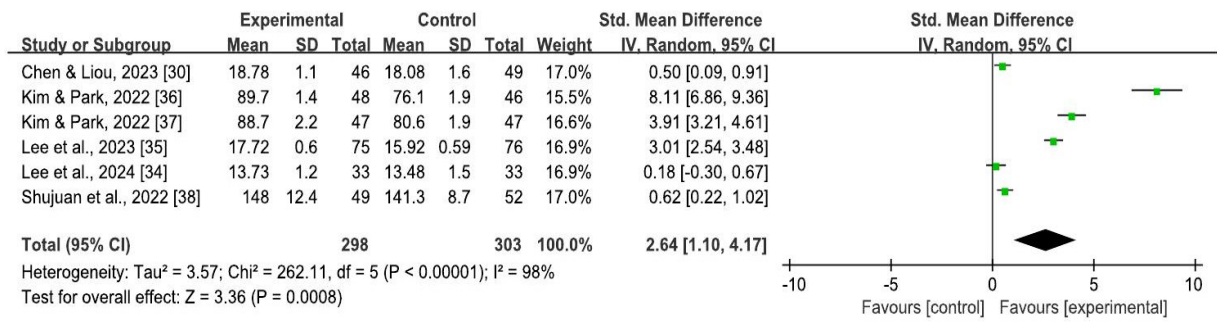 Experimental Control Std. Mean Difference Std. Mean Difference
Study or Subgroup Mean SD Total Mean SD Total Weight IV, Random, 95% CI IV, Random, 95% CI
Chen & Liou, 2023 [30] 18.78 1.1 46 18.08 1.6 49 17.0% 0.50 [0.09, 0.91]
Kim & Park, 2022 [36] 89.7 1.4 48 76.1 1.9 46 15.5% 8.11 [6.86, 9.36]
Kim & Park, 2022 [37] 88.7 2.2 47 80.6 1.9 47 16.6% 3.91 [3.21, 4.61]
Lee et al., 2023 [35] 17.72 0.6 75 15.92 0.59 76 16.9% 3.01 [2.54, 3.48]
Lee et al., 2024 [34] 13.73 1.2 33 13.48 1.5 33 16.9% 0.18 [-0.30, 0.67]
Shujuan et al., 2022 [38] 148 12.4 49 141.3 8.7 52 17.0% 0.62 [0.22, 1.02]
Total (95% CI) 298 303 100.0% 2.64 [1.10, 4.17]
Heterogeneity: Tau² = 3.57; Chi² = 262.11, df = 5 (P < 0.00001); I² = 98%
Test for overall effect: Z = 3.36 (P = 0.0008)
-10 -5 0 5 10
Favours [control] Favours [experimental]